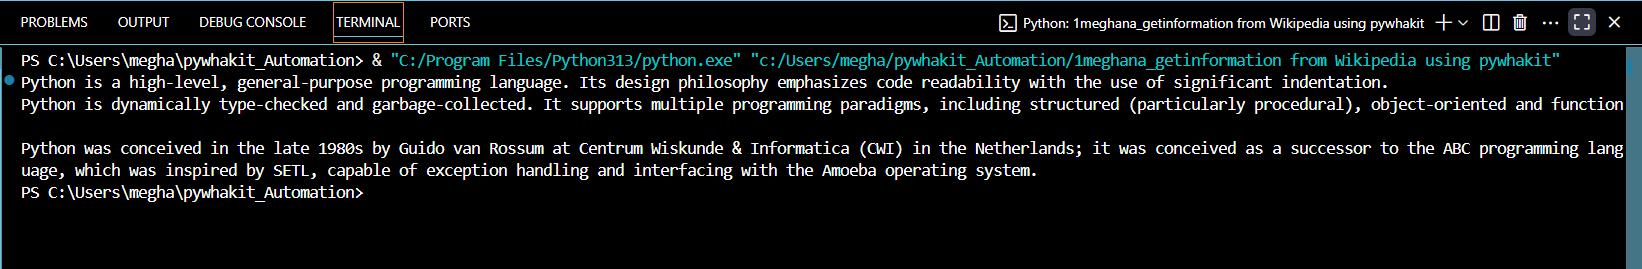 PROBLEMS OUTPUT DEBUG CONSOLE TERMINAL PORTS Python: 1meghana_getinformation from Wikipedia using pywhakit
PS C:\Users\megha\pywhakit_Automation> & "C:/Program Files/Python313/python.exe" "c:/Users/megha/pywhakit_Automation/1meghana_getinformation from Wikipedia using pywhakit"
Python is a high-level, general-purpose programming language. Its design philosophy emphasizes code readability with the use of significant indentation.
Python is dynamically type-checked and garbage-collected. It supports multiple programming paradigms, including structured (particularly procedural), object-oriented and function
Python was conceived in the late 1980s by Guido van Rossum at Centrum Wiskunde & Informatica (CWI) in the Netherlands; it was conceived as a successor to the ABC programming lang
uage, which was inspired by SETL, capable of exception handling and interfacing with the Amoeba operating system.
PS C:\Users\megha\pywhakit_Automation>